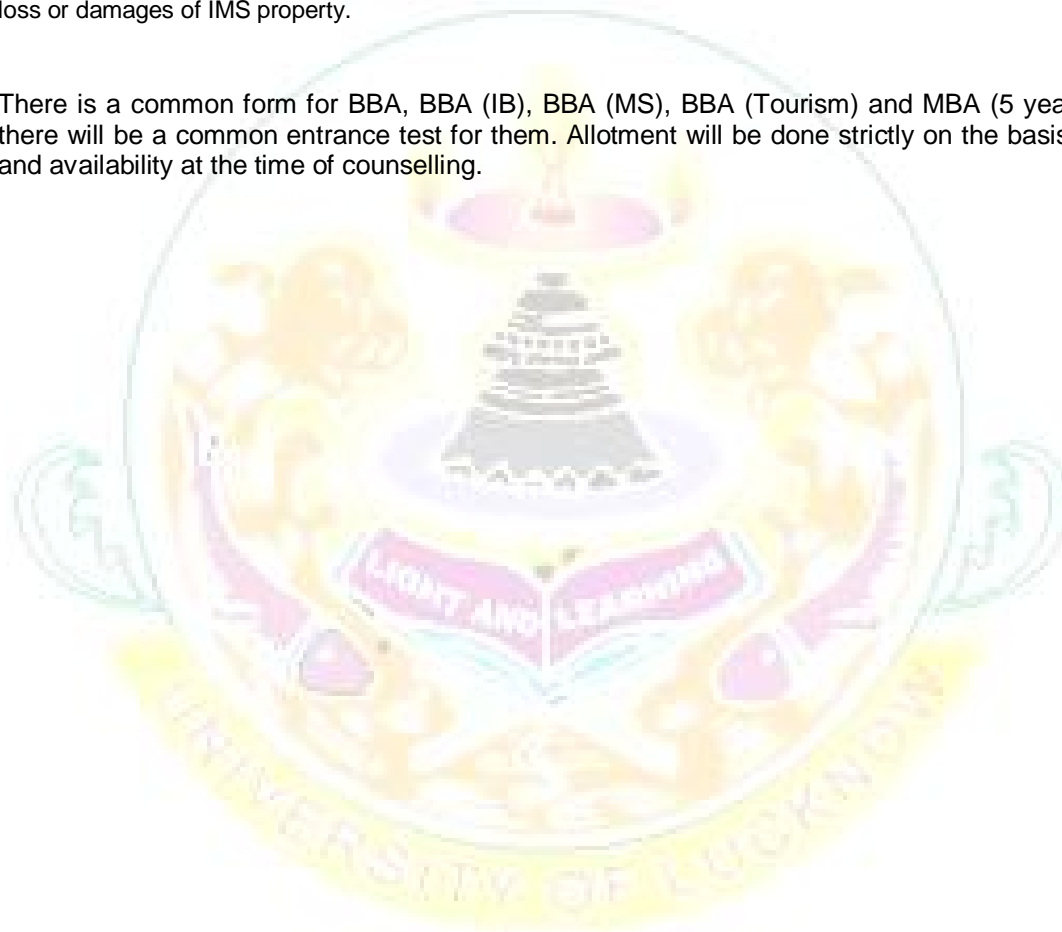 loss or damages of IMS property.
There is a common form for BBA, BBA (IB), BBA (MS), BBA (Tourism) and MBA (5 yea
there will be a common entrance test for them. Allotment will be done strictly on the basis
and availability at the time of counselling.
LIGHT AND LEARNING
UNIVERSITY OF LUCKNOW